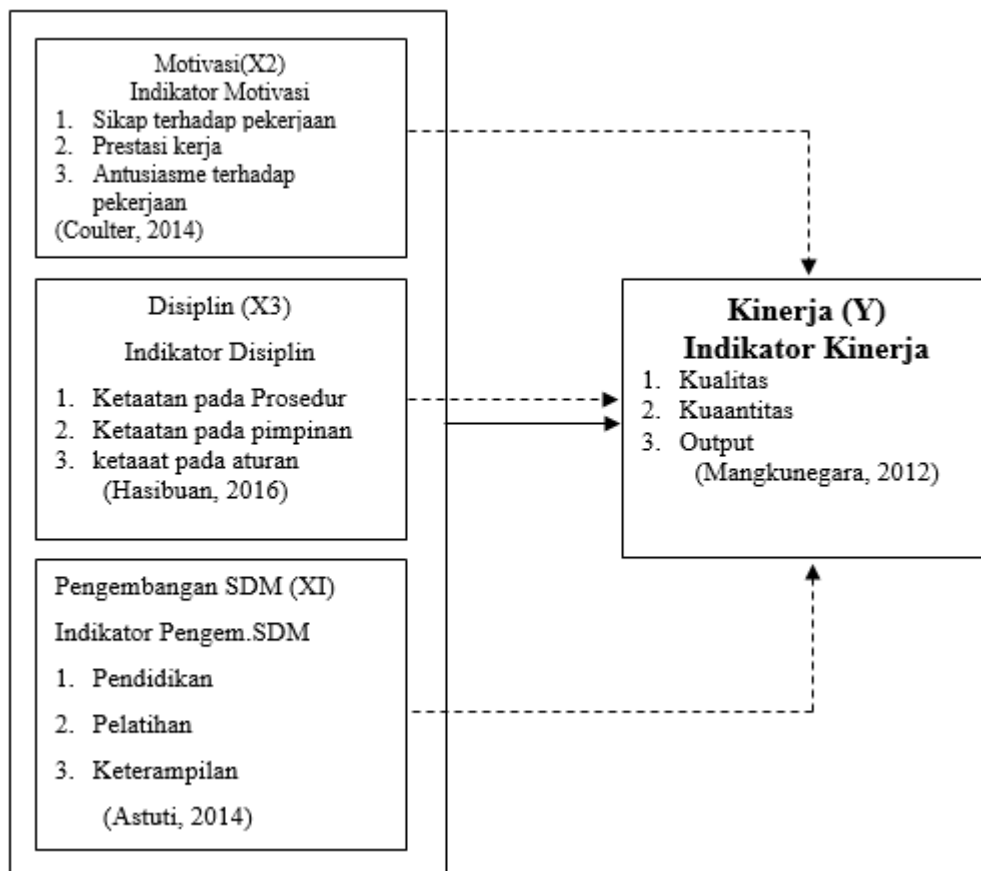 Motivasi(X2)
Indikator Motivasi
1. Sikap terhadap pekerjaan
2. Prestasi kerja
3. Antusiasme terhadap
pekerjaan
(Coulter, 2014)
Disiplin (X3)
Indikator Disiplin
1. Ketaatan pada Prosedur
2. Ketaatan pada pimpinan
3. ketaaat pada aturan
(Hasibuan, 2016)
Pengembangan SDM (XI)
Indikator Pengem.SDM
1. Pendidikan
2. Pelatihan
3. Keterampilan
(Astuti, 2014)
Kinerja (Y)
Indikator Kinerja
1. Kualitas
2. Kuaantitas
3. Output
(Mangkunegara, 2012)